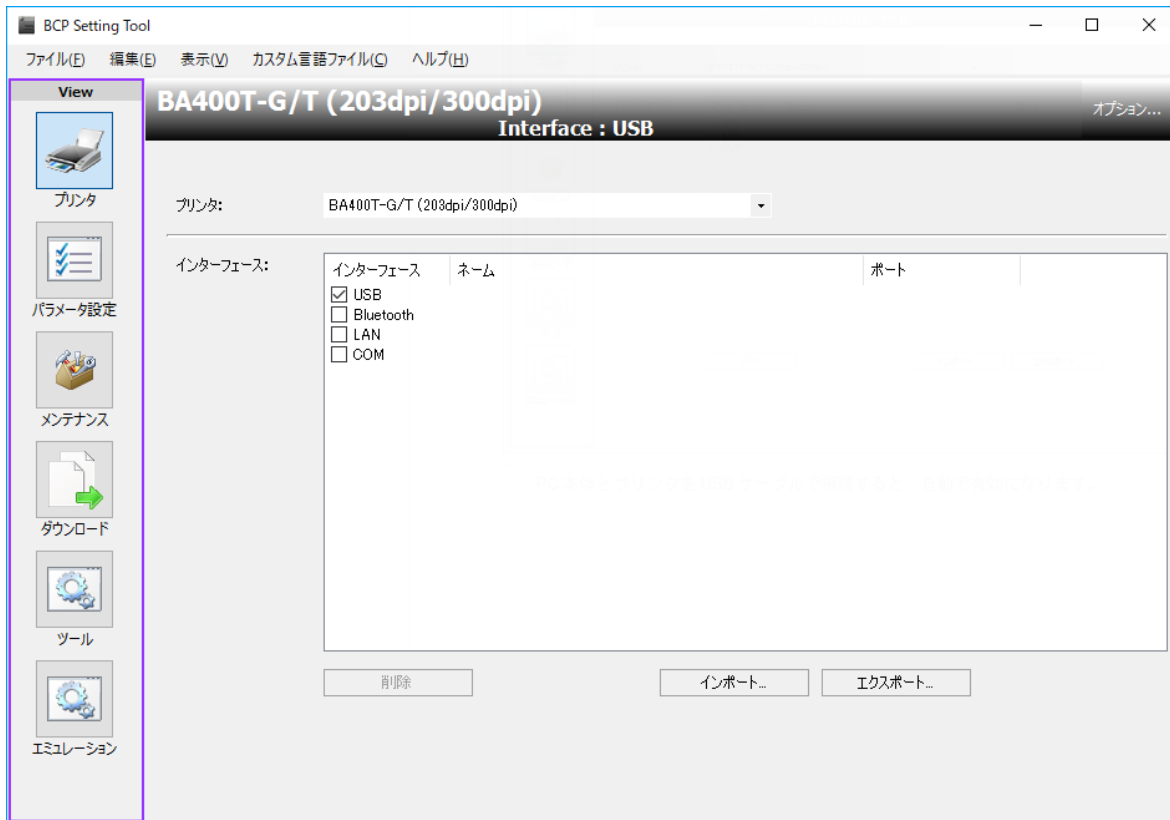 BCP Setting Tool
ファイル(F) 編集(E) 表示(V) カスタム言語ファイル(C) ヘルプ(H)
View
BA400T-G/T (203dpi/300dpi)
Interface : USB
オプション...
プリンタ
パラメータ設定
メンテナンス
ダウンロード
ツール
エミュレーション
プリンタ:
BA400T-G/T (203dpi/300dpi)
インターフェース:
インターフェース ネーム ポート
USB
Bluetooth
LAN
COM
削除 インポート... エクスポート...